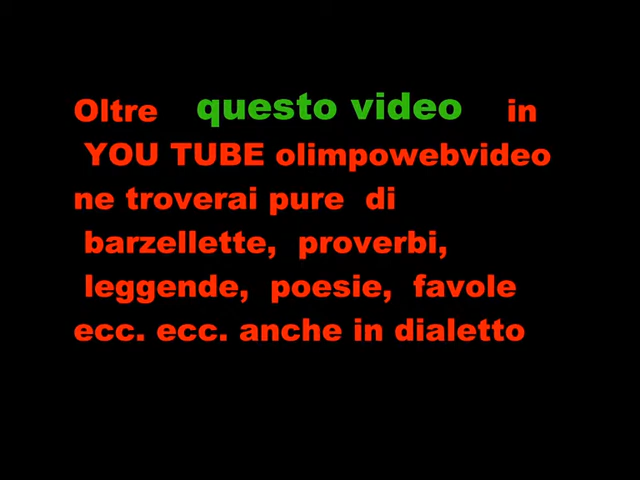 Oltre questo video in
YOU TUBE olimpowebvideo
ne troverai pure di
barzellette, proverbi,
leggende, poesie, favole
ecc. ecc. anche in dialetto